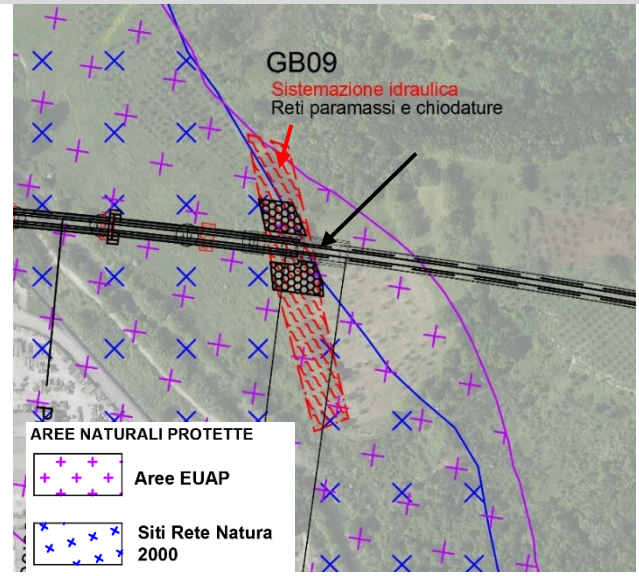 GB09
Sistemazione idraulica
Reti paramassi e chiodature
P
AREE NATURALI PROTETTE
Aree EUAP
Siti Rete Natura
2000